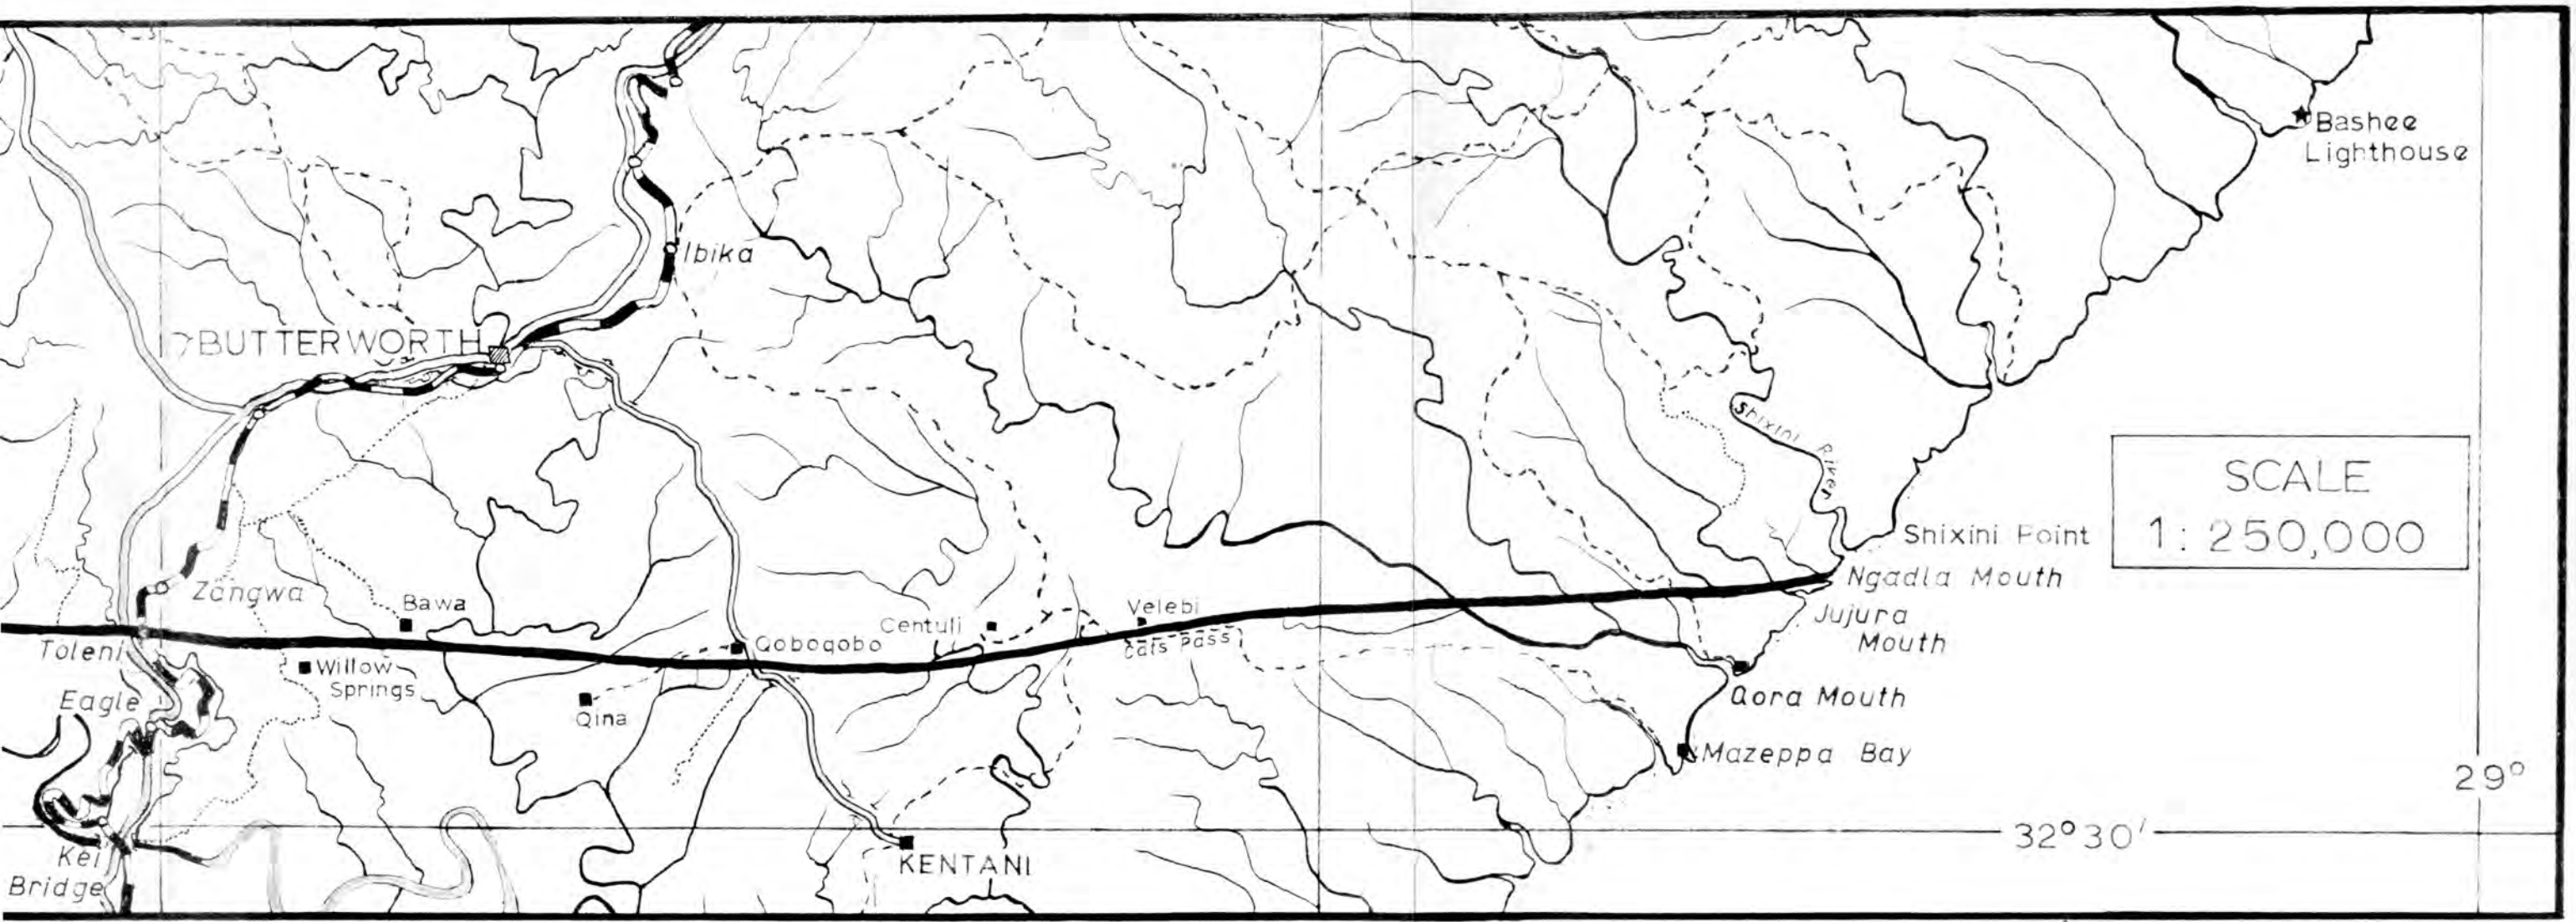 Bashee
Lighthouse
Ibika
BUTTERWORTH
Shixini River
SCALE
1: 250,000
Shixini Point
Ngadla Mouth
Zangwa
Bawa
Velebi
Centuli
Jujura
Mouth
Cats Pass
Qoboqobo
Toleni
Willow
Springs
Eagle
Qina
Qora Mouth
Mazeppa Bay
29°
32°30'
Kei
Bridge
KENTANI